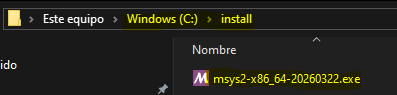 Este equipo > Windows (C:) > install
Nombre
ido
msys2-x86_64-20260322.exe